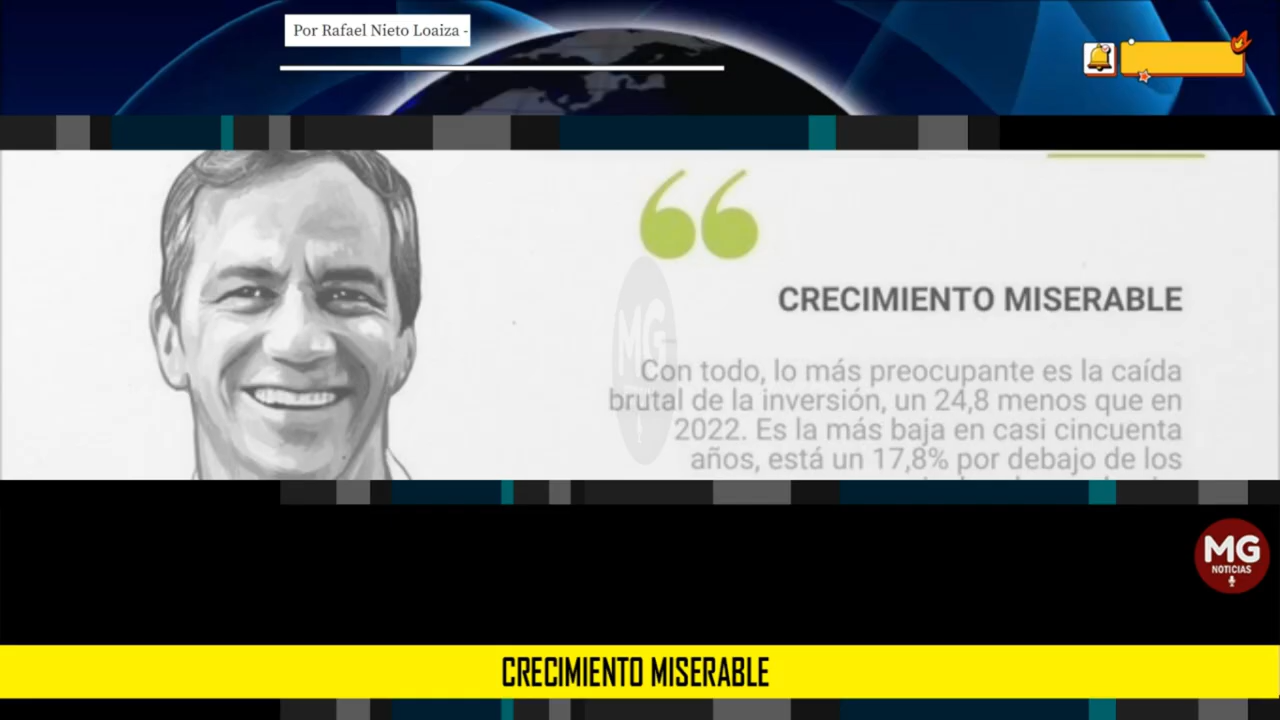 Por Rafael Nieto Loaiza -
CRECIMIENTO MISERABLE
Con todo, lo más preocupante es la caída
brutal de la inversión, un 24,8 menos que en
2022. Es la más baja en casi cincuenta
años, está un 17,8% por debajo de los
MG
MG
NOTICIAS
CRECIMIENTO MISERABLE